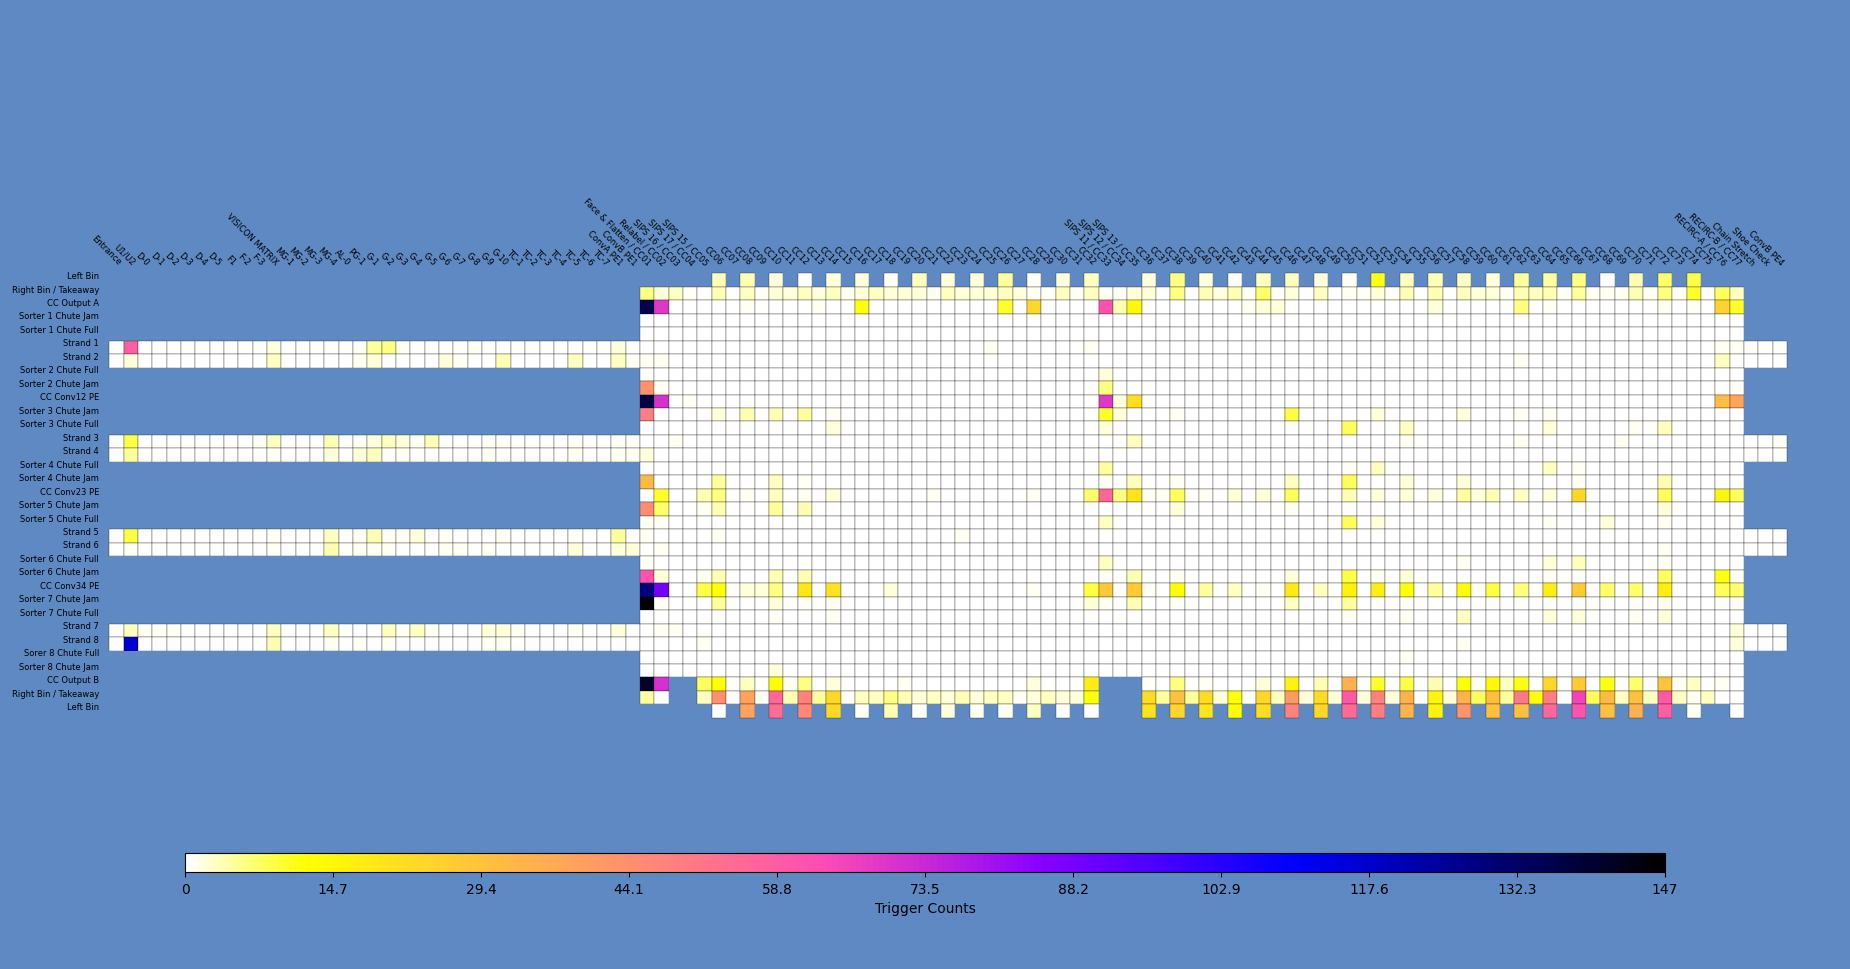 Entrance
U1/U2
D-0
D-1
D-2
D-3
D-4
D-5
F1
F-2
F-3
VISICON MATRIX
MG-1
MG-2
MG-3
MG-4
AL-0
PG-1
G-1
G-2
G-3
G-4
G-5
G-6
G-7
G-8
G-9
G-10
TC-1
TC-2
TC-3
TC-4
TC-5
TC-6
TC-7
ConvA PE1
ConvB PE1
Face & Flatten / CC01
Relabel / CC02
SIPS 16 / CC03
SIPS 17 / CC04
SIPS 15 / CC05
CC06
CC07
CC08
CC09
CC10
CC11
CC12
CC13
CC14
CC15
CC16
CC17
CC18
CC19
CC20
CC21
CC22
CC23
CC24
CC25
CC26
CC27
CC28
CC29
CC30
CC31
CC32
SIPS 11 / CC33
SIPS 12 / CC34
SIPS 13 / CC35
CC36
CC37
CC38
CC39
CC40
CC41
CC42
CC43
CC44
CC45
CC46
CC47
CC48
CC49
CC50
CC51
CC52
CC53
CC54
CC55
CC56
CC57
CC58
CC59
CC60
CC61
CC62
CC63
CC64
CC65
CC66
CC67
CC68
CC69
CC70
CC71
CC72
CC73
CC74
CC75
RECIRC-A / CC76
RECIRC-B / CC77
Chain Stretch
Shoe Check
ConvB PE4
Left Bin
Right Bin / Takeaway
CC Output A
Sorter 1 Chute Jam
Sorter 1 Chute Full
Strand 1
Strand 2
Sorter 2 Chute Full
Sorter 2 Chute Jam
CC Conv12 PE
Sorter 3 Chute Jam
Sorter 3 Chute Full
Strand 3
Strand 4
Sorter 4 Chute Full
Sorter 4 Chute Jam
CC Conv23 PE
Sorter 5 Chute Jam
Sorter 5 Chute Full
Strand 5
Strand 6
Sorter 6 Chute Full
Sorter 6 Chute Jam
CC Conv34 PE
Sorter 7 Chute Jam
Sorter 7 Chute Full
Strand 7
Strand 8
Sorer 8 Chute Full
Sorter 8 Chute Jam
CC Output B
Right Bin / Takeaway
Left Bin
0 14.7 29.4 44.1 58.8 73.5 88.2 102.9 117.6 132.3 147
Trigger Counts